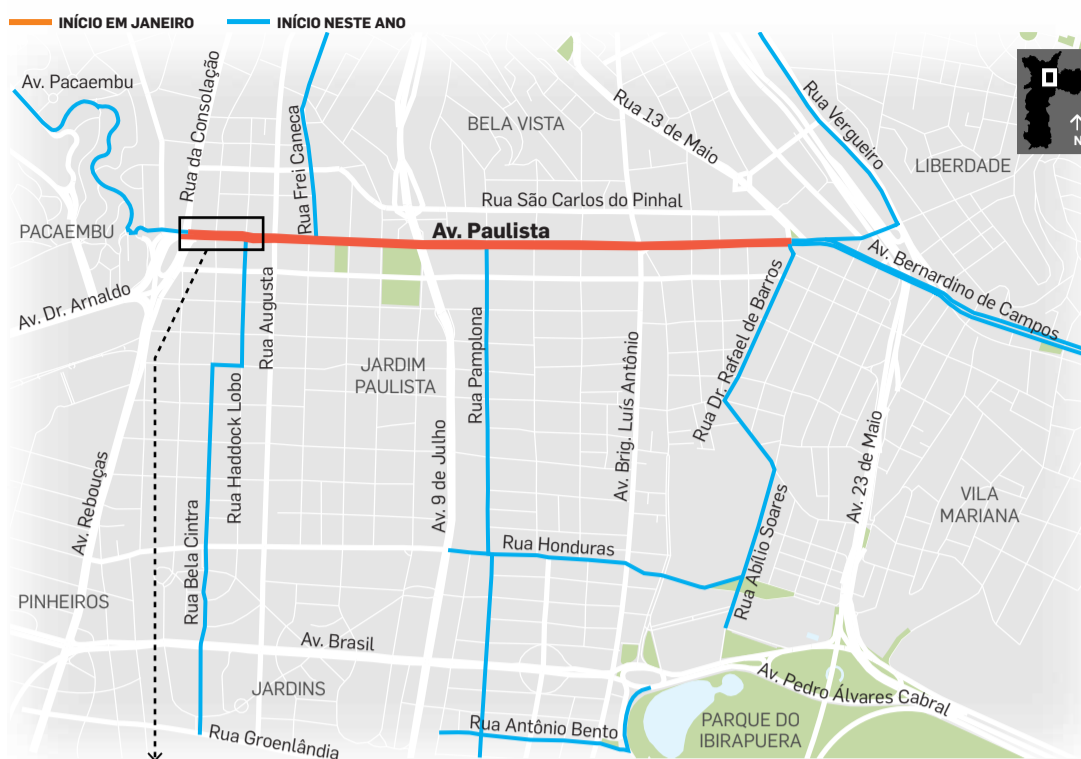 INÍCIO EM JANEIRO
INÍCIO NESTE ANO
Av. Pacaembu
Rua da Consolação
Rua Frei Caneca
BELA VISTA
Rua 13 de Maio
Rua Vergueiro
LIBERDADE
N
PACAEMBU
Rua São Carlos do Pinhal
Av. Paulista
Av. Bernardino de Campos
Av. Dr. Arnaldo
Rua Augusta
JARDIM
PAULISTA
Rua Pamplona
Av. Brig. Luís Antônio
Rua Dr. Rafael de Barros
Rua Haddock Lobo
Av. 9 de Julho
Av. 23 de Maio
Av. Rebouças
Rua Bela Cintra
Rua Honduras
Rua Abílio Soares
VILA
MARIANA
PINHEIROS
Av. Brasil
JARDINS
Av. Pedro Álvares Cabral
Rua Groenlândia
Rua Antônio Bento
PARQUE DO
IBIRAPUERA